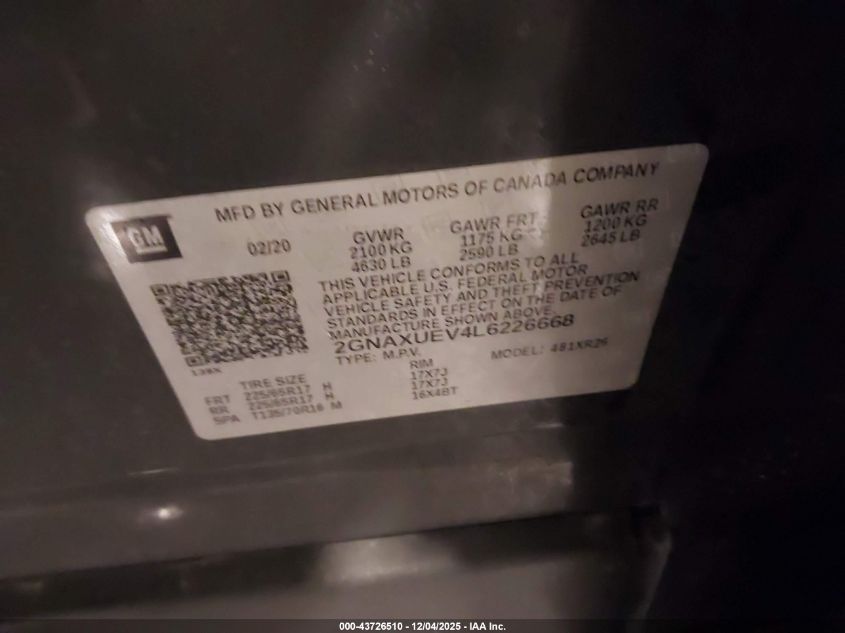 MFD BY GENERAL MOTORS OF CANADA COMPANY
GM
02/20
GVWR
2100 KG
4630 LB
GAWR FRT
1175 KG
2590 LB
GAWR RR
1200 KG
2645 LB
THIS VEHICLE CONFORMS TO ALL
APPLICABLE U.S. FEDERAL MOTOR
VEHICLE SAFETY AND THEFT PREVENTION
STANDARDS IN EFFECT ON THE DATE OF
MANUFACTURE SHOWN ABOVE.
2GNAXUEV4L6226668
TYPE: M.P.V. MODEL: 481XR26
139X
TIRE SIZE RIM
FRT 225/65R17 H 17X7J
RR 225/65R17 H 17X7J
SPA T135/70R16 M 16X4BT
000-43726510 - 12/04/2025 - IAA Inc.